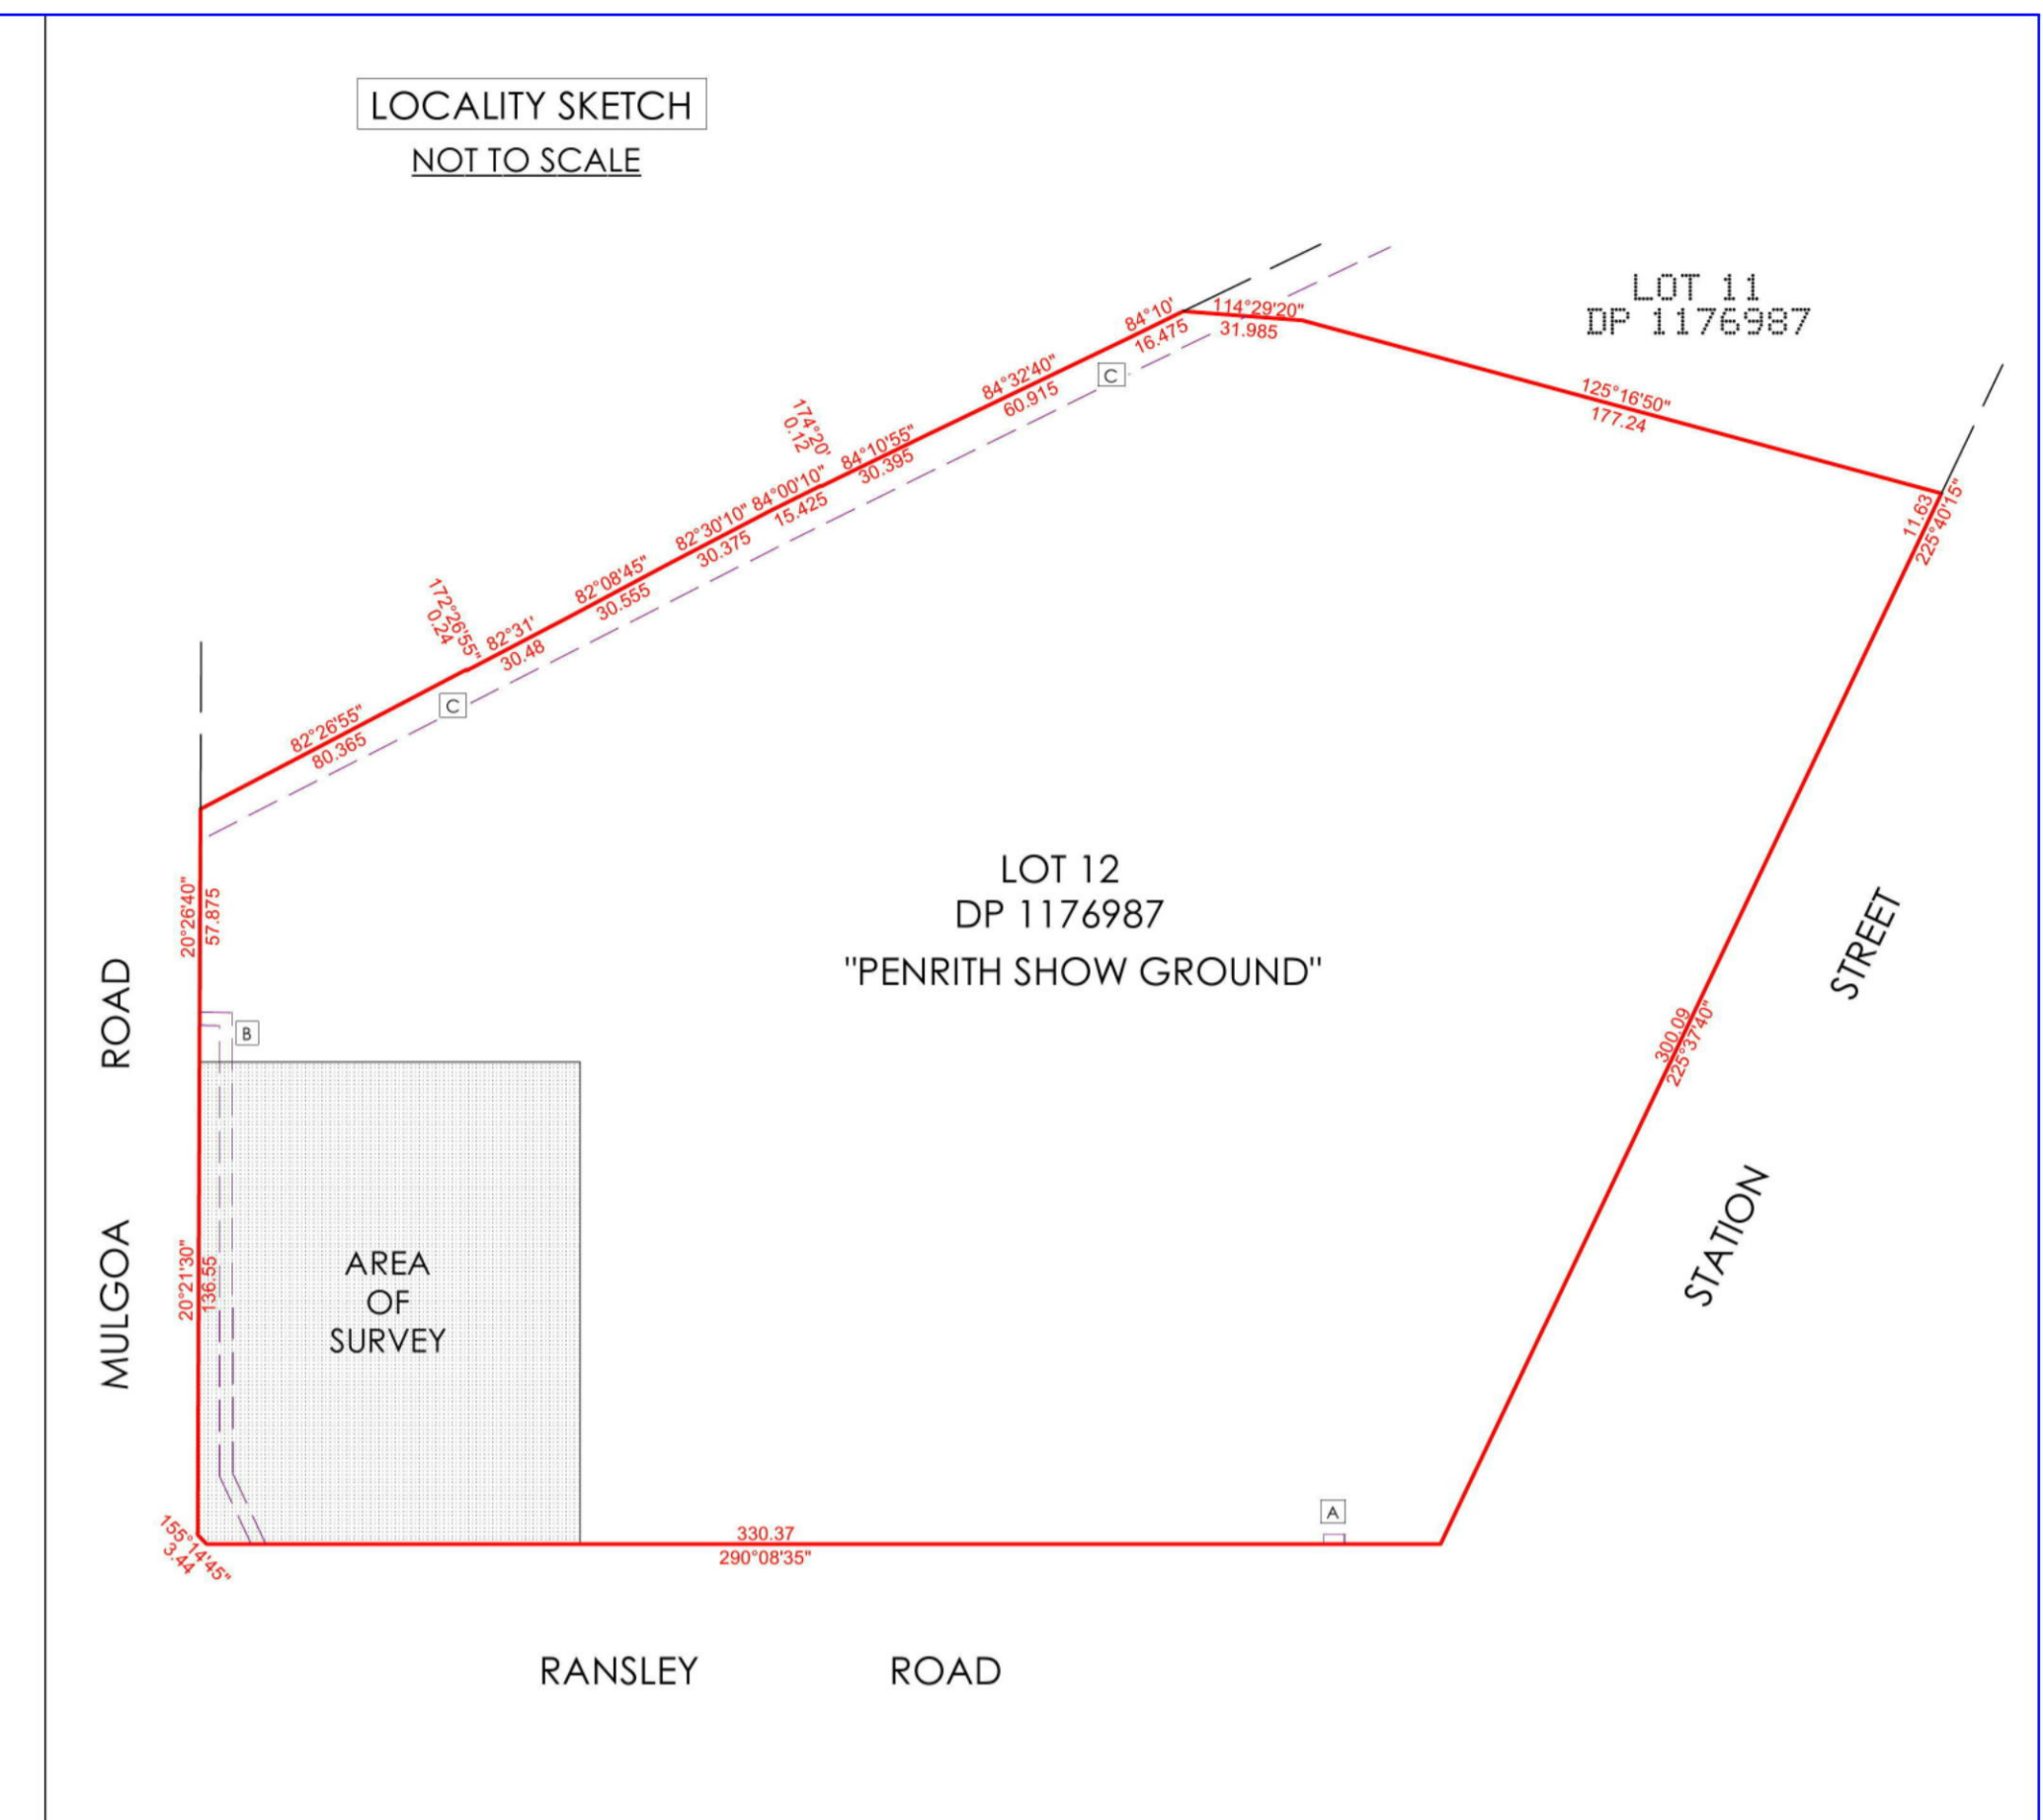 LOCALITY SKETCH
NOT TO SCALE
LOT 11
DP 1176987
84°10'
16.475
114°29'20"
31.985
84°32'40"
60.915
C
125°16'50"
177.24
174°20'
0.12
84°10'55"
30.395
11.63
225°40'15"
82°30'10" 84°00'10"
30.375
15.425
82°08'45"
30.555
172°26'55"
0.24
82°31'
30.48
C
82°26'55"
80.365
LOT 12
DP 1176987
"PENRITH SHOW GROUND"
20°26'40"
57.875
MULGOA ROAD
B
300.09
225°37'40"
STATION STREET
20°21'30"
136.55
AREA
OF
SURVEY
A
155°14'45"
3.44
330.37
290°08'35"
RANSLEY ROAD